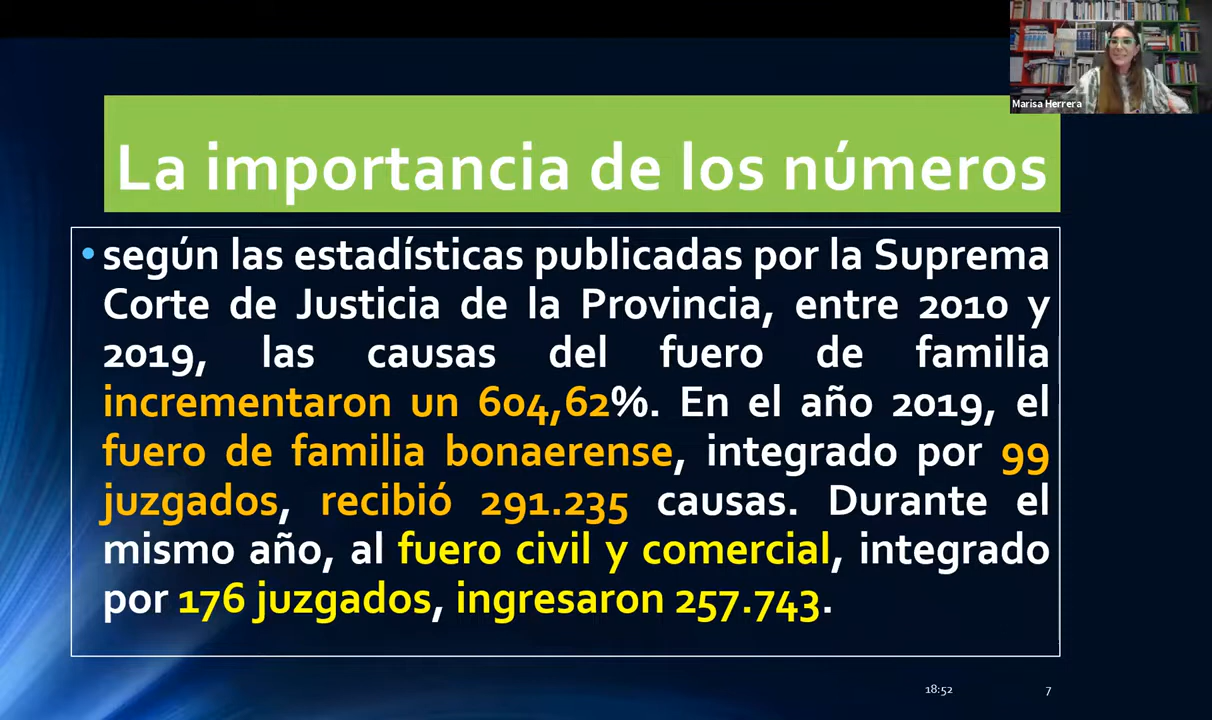 Marisa Herrera
La importancia de los números
• según las estadísticas publicadas por la Suprema
Corte de Justicia de la Provincia, entre 2010 y
2019, las causas del fuero de familia
incrementaron un 604,62%. En el año 2019, el
fuero de familia bonaerense, integrado por 99
juzgados, recibió 291.235 causas. Durante el
mismo año, al fuero civil y comercial, integrado
por 176 juzgados, ingresaron 257.743.
18:52
7